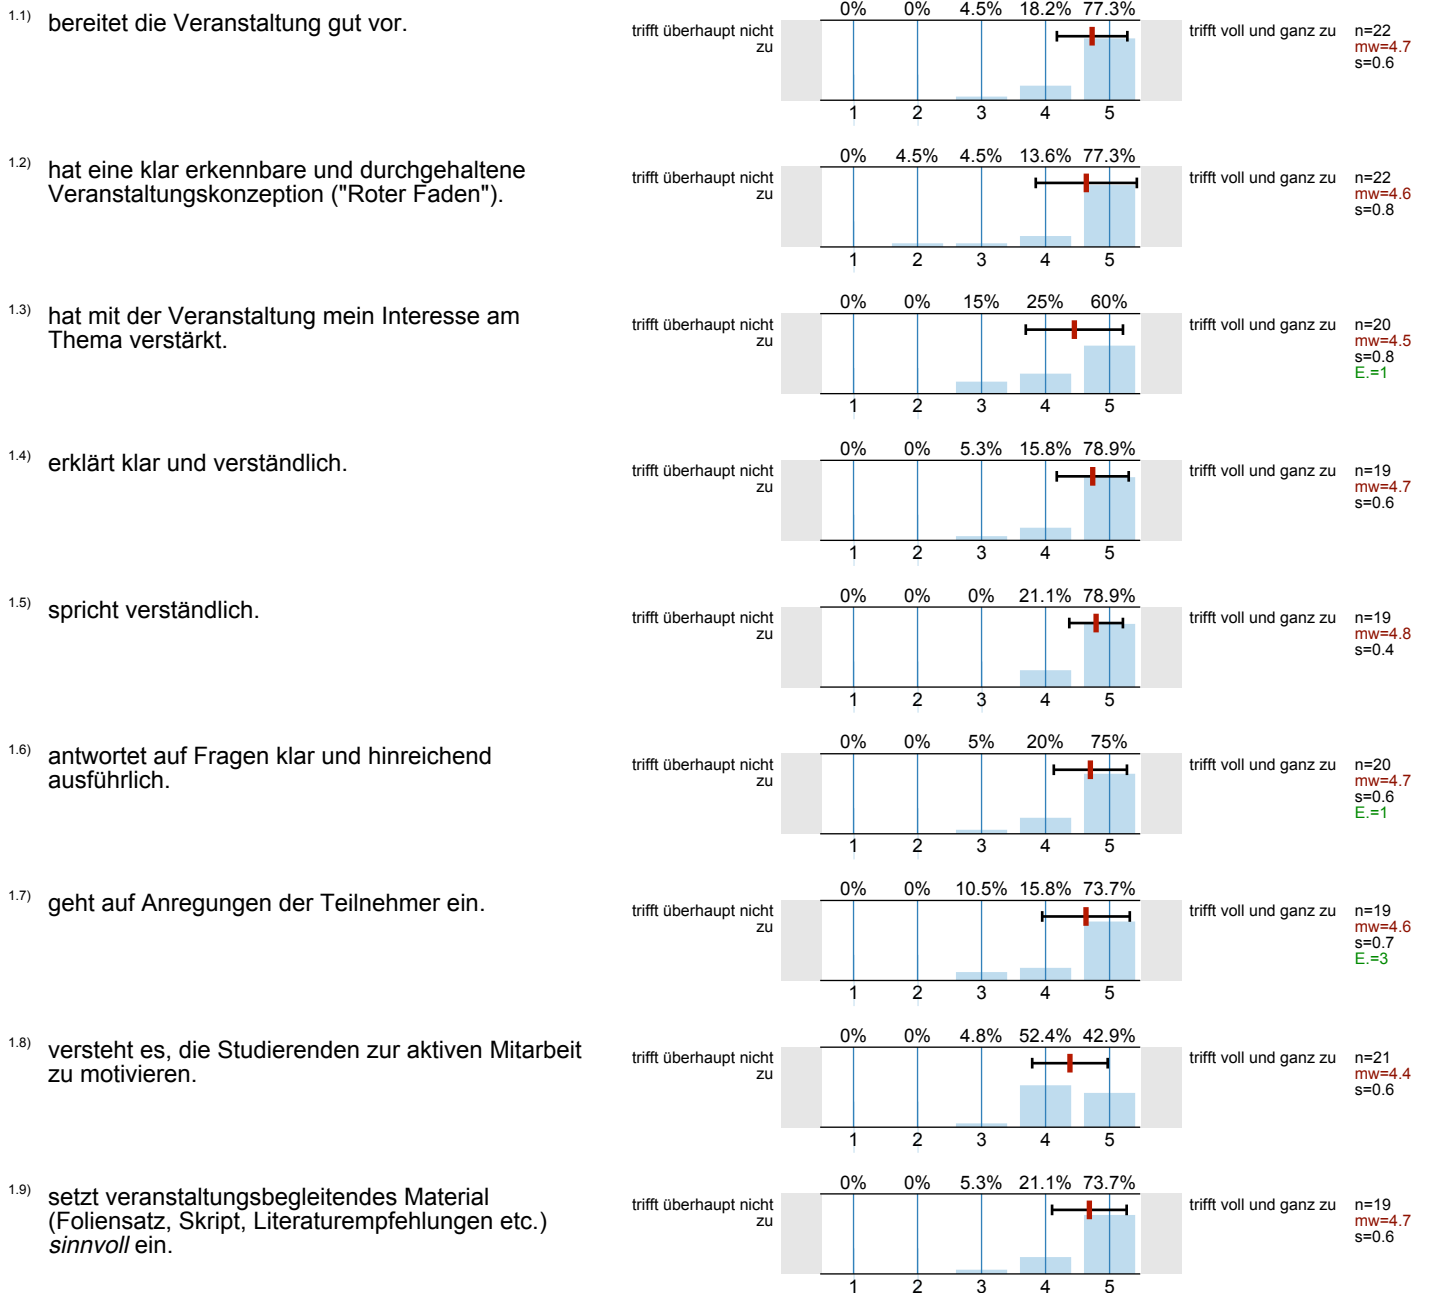 1.1) bereitet die Veranstaltung gut vor.
0% 0% 4.5% 18.2% 77.3%
trifft überhaupt nicht
zu
trifft voll und ganz zu
n=22
mw=4.7
s=0.6
1 2 3 4 5
1.2) hat eine klar erkennbare und durchgehaltene
Veranstaltungskonzeption ("Roter Faden").
0% 4.5% 4.5% 13.6% 77.3%
trifft überhaupt nicht
zu
trifft voll und ganz zu
n=22
mw=4.6
s=0.8
1 2 3 4 5
1.3) hat mit der Veranstaltung mein Interesse am
Thema verstärkt.
0% 0% 15% 25% 60%
trifft überhaupt nicht
zu
trifft voll und ganz zu
n=20
mw=4.5
s=0.8
E.=1
1 2 3 4 5
1.4) erklärt klar und verständlich.
0% 0% 5.3% 15.8% 78.9%
trifft überhaupt nicht
zu
trifft voll und ganz zu
n=19
mw=4.7
s=0.6
1 2 3 4 5
1.5) spricht verständlich.
0% 0% 0% 21.1% 78.9%
trifft überhaupt nicht
zu
trifft voll und ganz zu
n=19
mw=4.8
s=0.4
1 2 3 4 5
1.6) antwortet auf Fragen klar und hinreichend
ausführlich.
0% 0% 5% 20% 75%
trifft überhaupt nicht
zu
trifft voll und ganz zu
n=20
mw=4.7
s=0.6
E.=1
1 2 3 4 5
1.7) geht auf Anregungen der Teilnehmer ein.
0% 0% 10.5% 15.8% 73.7%
trifft überhaupt nicht
zu
trifft voll und ganz zu
n=19
mw=4.6
s=0.7
E.=3
1 2 3 4 5
1.8) versteht es, die Studierenden zur aktiven Mitarbeit
zu motivieren.
0% 0% 4.8% 52.4% 42.9%
trifft überhaupt nicht
zu
trifft voll und ganz zu
n=21
mw=4.4
s=0.6
1 2 3 4 5
1.9) setzt veranstaltungsbegleitendes Material
(Foliensatz, Skript, Literaturempfehlungen etc.)
sinnvoll ein.
0% 0% 5.3% 21.1% 73.7%
trifft überhaupt nicht
zu
trifft voll und ganz zu
n=19
mw=4.7
s=0.6
1 2 3 4 5